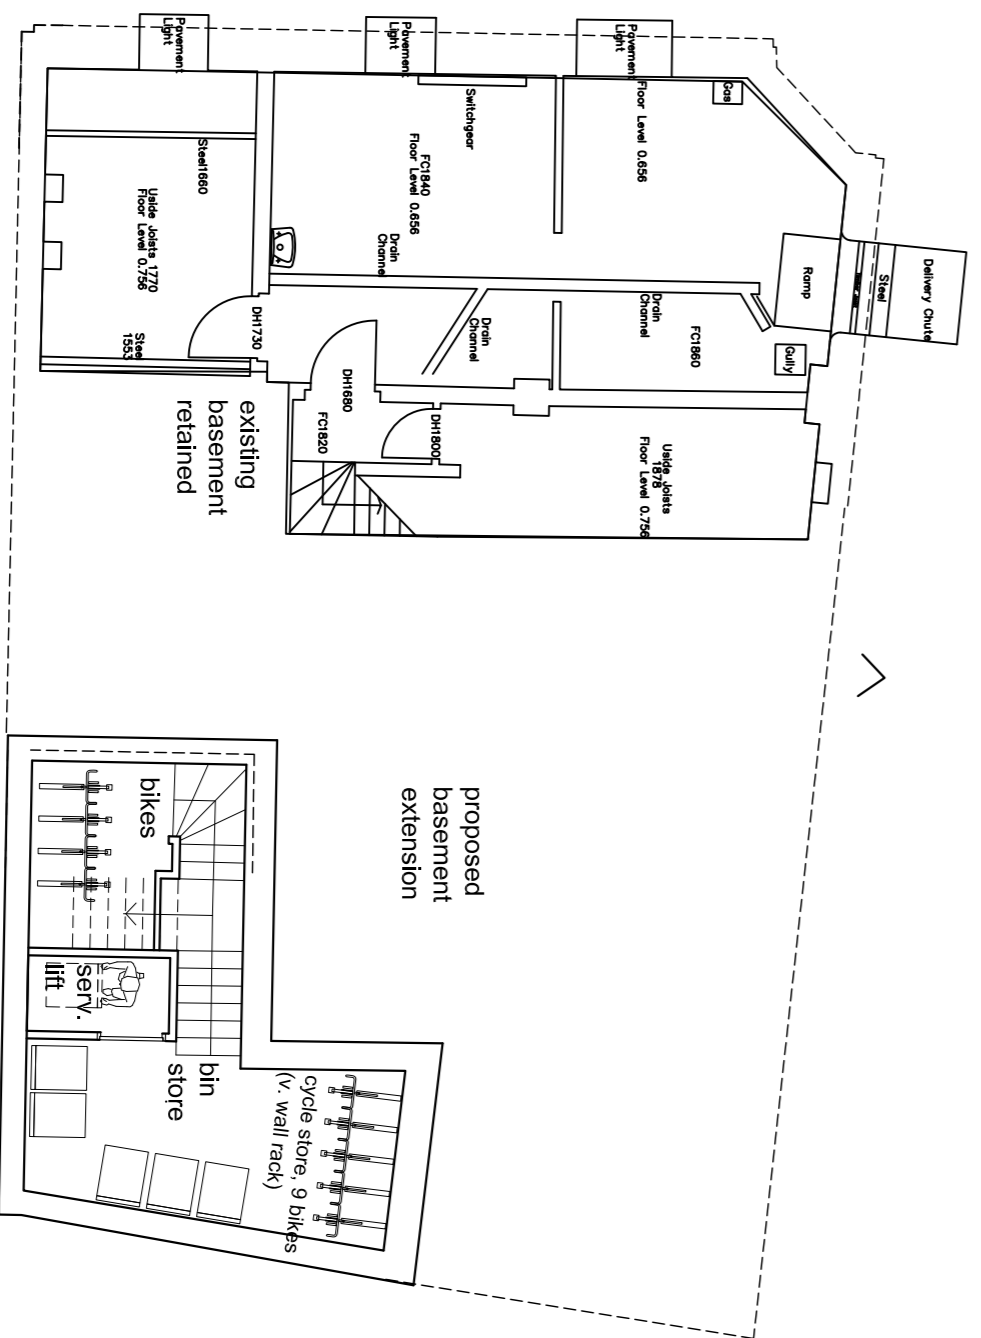 Pavement
Light
Pavement
Light
Pavement
Light
Gas
Floor Level 0.656
Switchgear
FC1840
Floor Level 0.656
Drain
Channel
Steel1660
Uside Joists 1770
Floor Level 0.756
Steel
1553
DH1730
DH1680
FC1820
DH1800
Drain
Channel
Drain
Channel
FC1860
Ramp
Gully
Steel
Delivery Chute
Uside Joists
1878
Floor Level 0.756
existing
basement
retained
proposed
basement
extension
bikes
serv.
lift
bin
store
cycle store, 9 bikes
(v. wall rack)